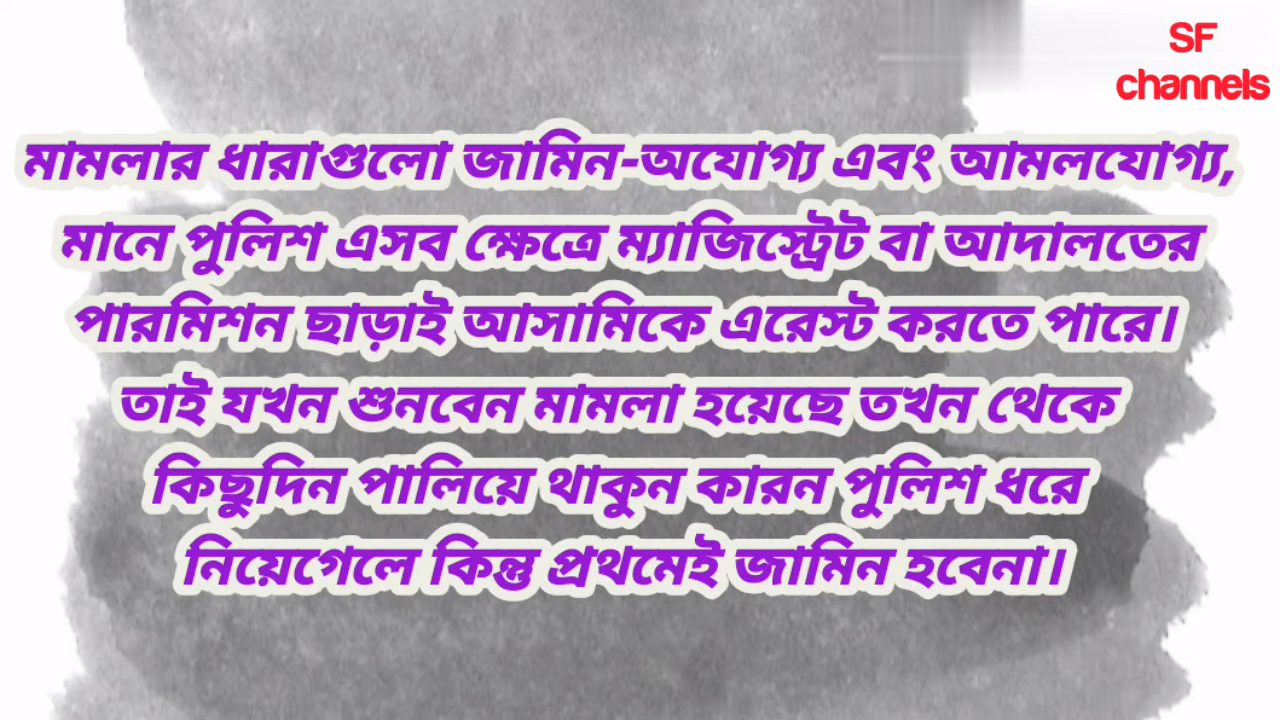 SF
channels
মামলার ধারাগুলো জামিন-অযোগ্য এবং আমলযোগ্য,
মানে পুলিশ এসব ক্ষেত্রে ম্যাজিস্ট্রেট বা আদালতের
পারমিশন ছাড়াই আসামিকে এরেস্ট করতে পারে।
তাই যখন শুনবেন মামলা হয়েছে তখন থেকে
কিছুদিন পালিয়ে থাকুন কারন পুলিশ ধরে
নিয়েগেলে কিন্তু প্রথমেই জামিন হবেনা।